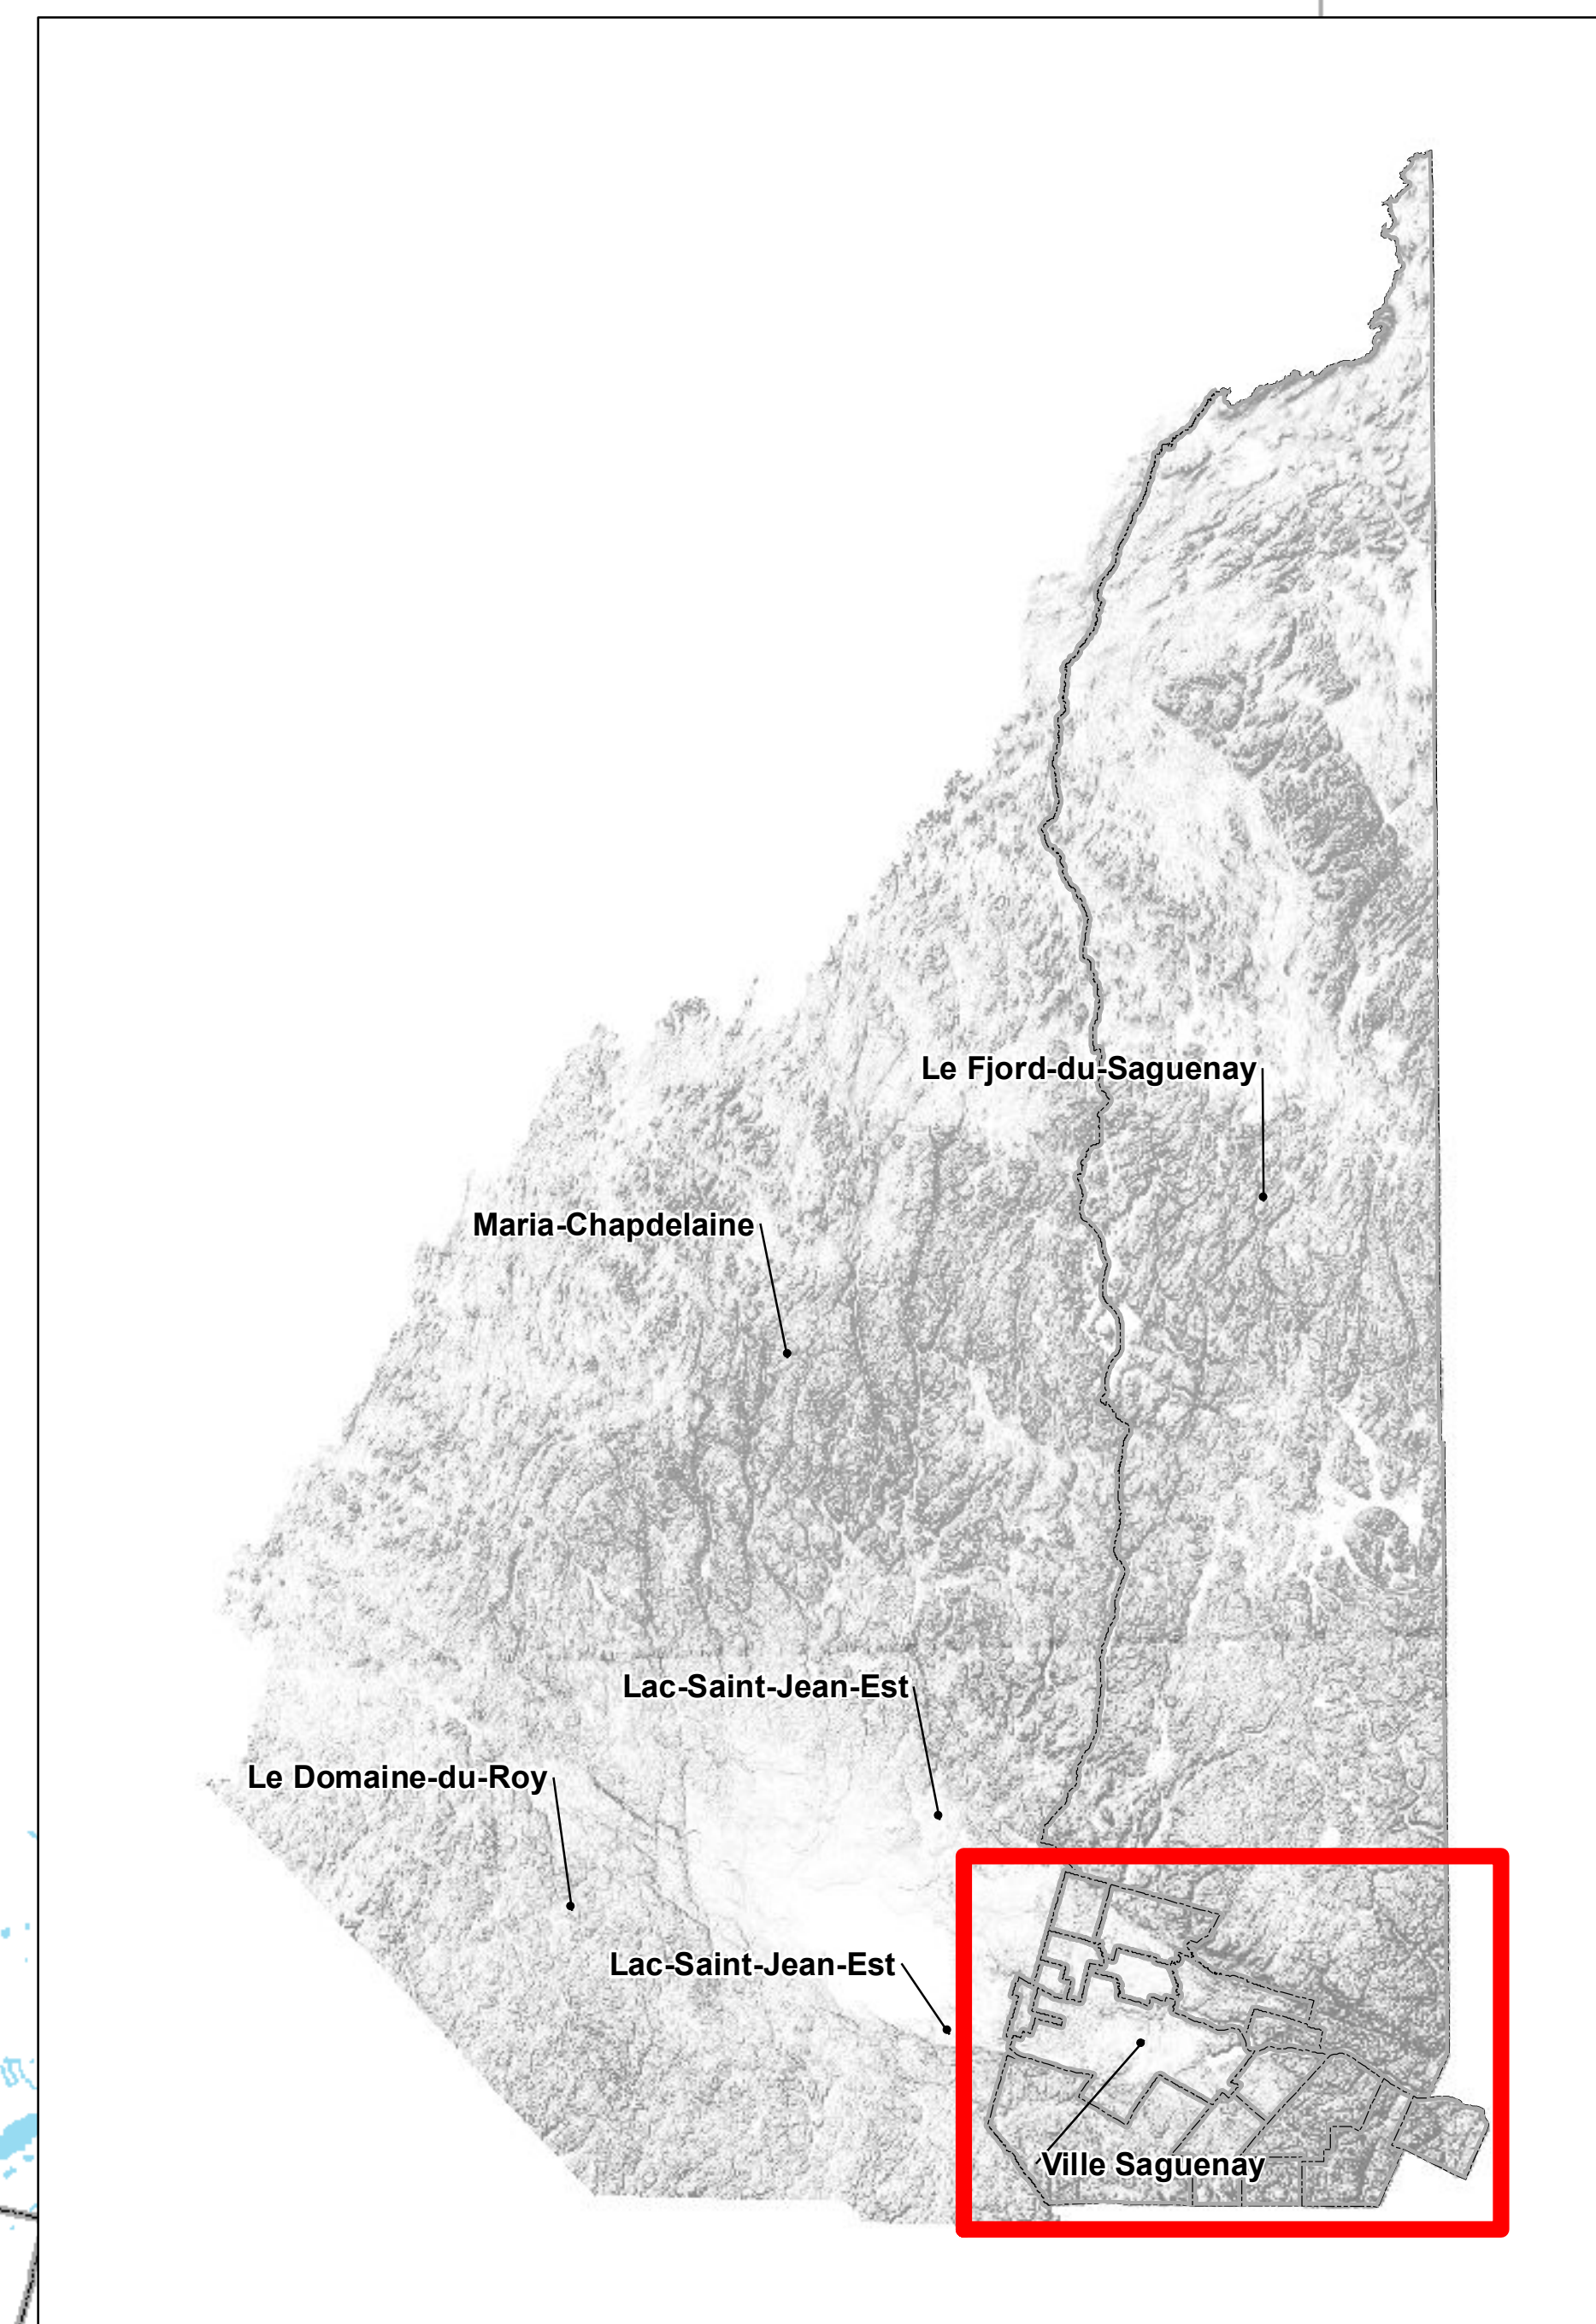 Le Fjord-du-Saguenay
Maria-Chapdelaine
Lac-Saint-Jean-Est
Le Domaine-du-Roy
Lac-Saint-Jean-Est
Ville Saguenay